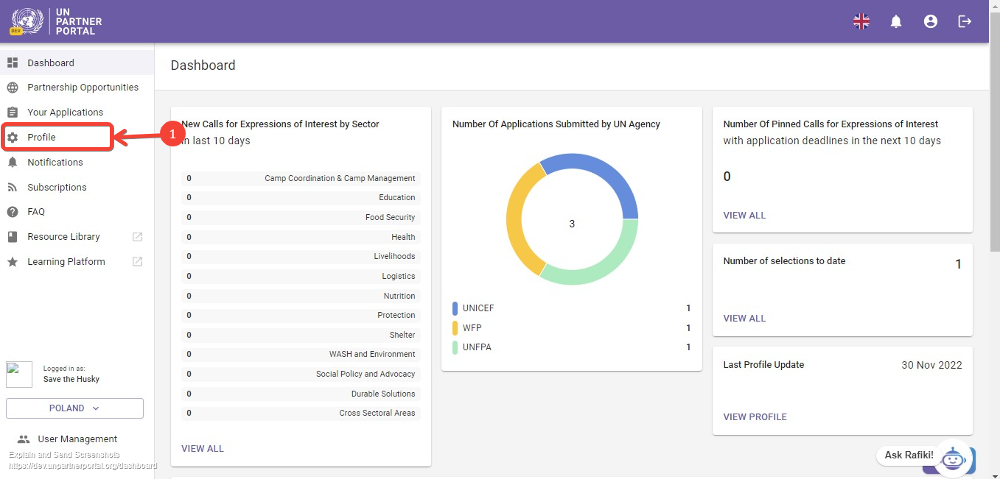 UN
PARTNER
PORTAL
DEV
Dashboard
Partnership Opportunities
Your Applications
Profile
Notifications
Subscriptions
FAQ
Resource Library
Learning Platform
Logged in as:
Save the Husky
POLAND
User Management
Explain and Send Screenshots
https://dev.unpartnerportal.org/dashboard
Dashboard
1
New Calls for Expressions of Interest by Sector
in last 10 days
0 Camp Coordination & Camp Management
0 Education
0 Food Security
0 Health
0 Livelihoods
0 Logistics
0 Nutrition
0 Protection
0 Shelter
0 WASH and Environment
0 Social Policy and Advocacy
0 Durable Solutions
0 Cross Sectoral Areas
VIEW ALL
Number Of Applications Submitted by UN Agency
3
UNICEF 1
WFP 1
UNFPA 1
Number Of Pinned Calls for Expressions of Interest
with application deadlines in the next 10 days
0
VIEW ALL
Number of selections to date 1
VIEW ALL
Last Profile Update 30 Nov 2022
VIEW PROFILE
Ask Rafiki!